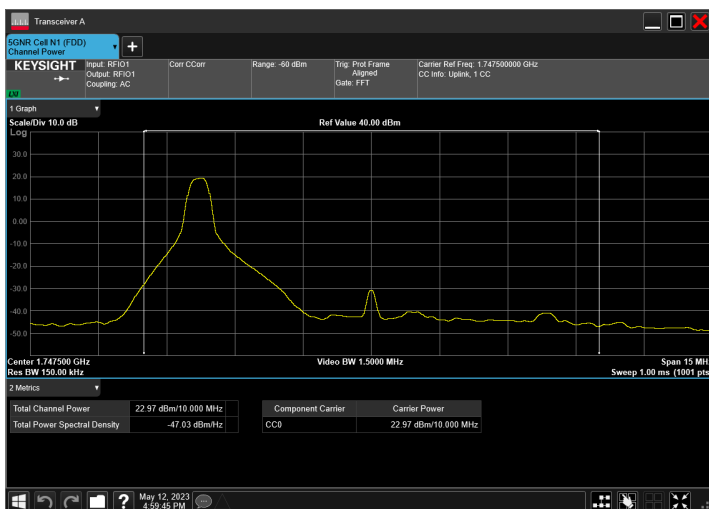 Transceiver A
5GNR Cell N1 (FDD)
Channel Power
KEYSIGHT
LXI
Input: RFIO1
Output: RFIO1
Coupling: AC
Corr CCorr
Range: -60 dBm
Trig: Prot Frame
Aligned
Gate: FFT
Carrier Ref Freq: 1.747500000 GHz
CC Info: Uplink, 1 CC
1 Graph
Scale/Div 10.0 dB
Ref Value 40.00 dBm
Log
30.0
20.0
10.0
0.00
-10.0
-20.0
-30.0
-40.0
-50.0
Center 1.747500 GHz
Video BW 1.5000 MHz
Span 15 MHz
Res BW 150.00 kHz
Sweep 1.00 ms (1001 pts
2 Metrics
Total Channel Power 22.97 dBm/10.000 MHz
Total Power Spectral Density -47.03 dBm/Hz
Component Carrier Carrier Power
CC0 22.97 dBm/10.000 MHz
May 12, 2023
4:59:45 PM